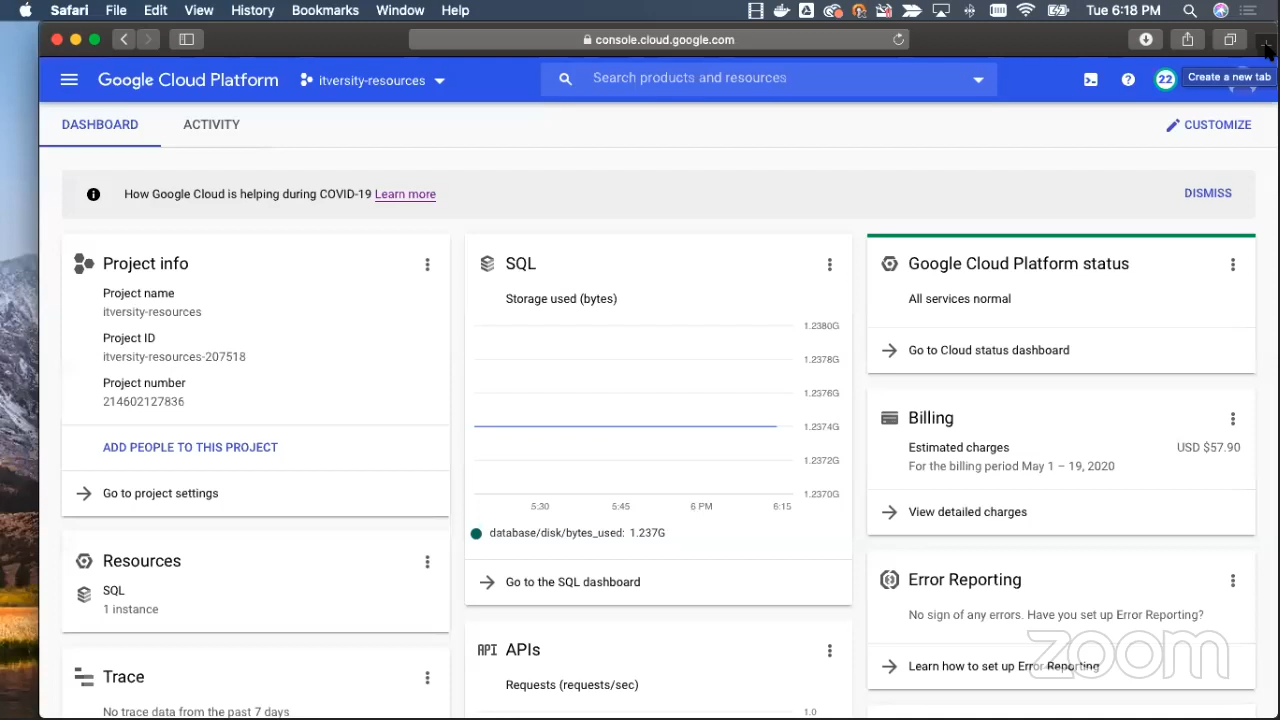 Safari File Edit View History Bookmarks Window Help Tue 6:18 PM
console.cloud.google.com
Google Cloud Platform itversity-resources Search products and resources 22 Create a new tab
DASHBOARD ACTIVITY CUSTOMIZE
How Google Cloud is helping during COVID-19 Learn more DISMISS
Project info
Project name
itversity-resources
Project ID
itversity-resources-207518
Project number
214602127836
ADD PEOPLE TO THIS PROJECT
Go to project settings
Resources
SQL
1 instance
Trace
No trace data from the past 7 days
SQL
Storage used (bytes)
1.2380G
1.2378G
1.2376G
1.2374G
1.2372G
1.2370G
5:30 5:45 6 PM 6:15
database/disk/bytes_used: 1.237G
Go to the SQL dashboard
API APIs
Requests (requests/sec)
1.0
Google Cloud Platform status
All services normal
Go to Cloud status dashboard
Billing
Estimated charges USD $57.90
For the billing period May 1 – 19, 2020
View detailed charges
Error Reporting
No sign of any errors. Have you set up Error Reporting?
Learn how to set up Error Reporting
zoom